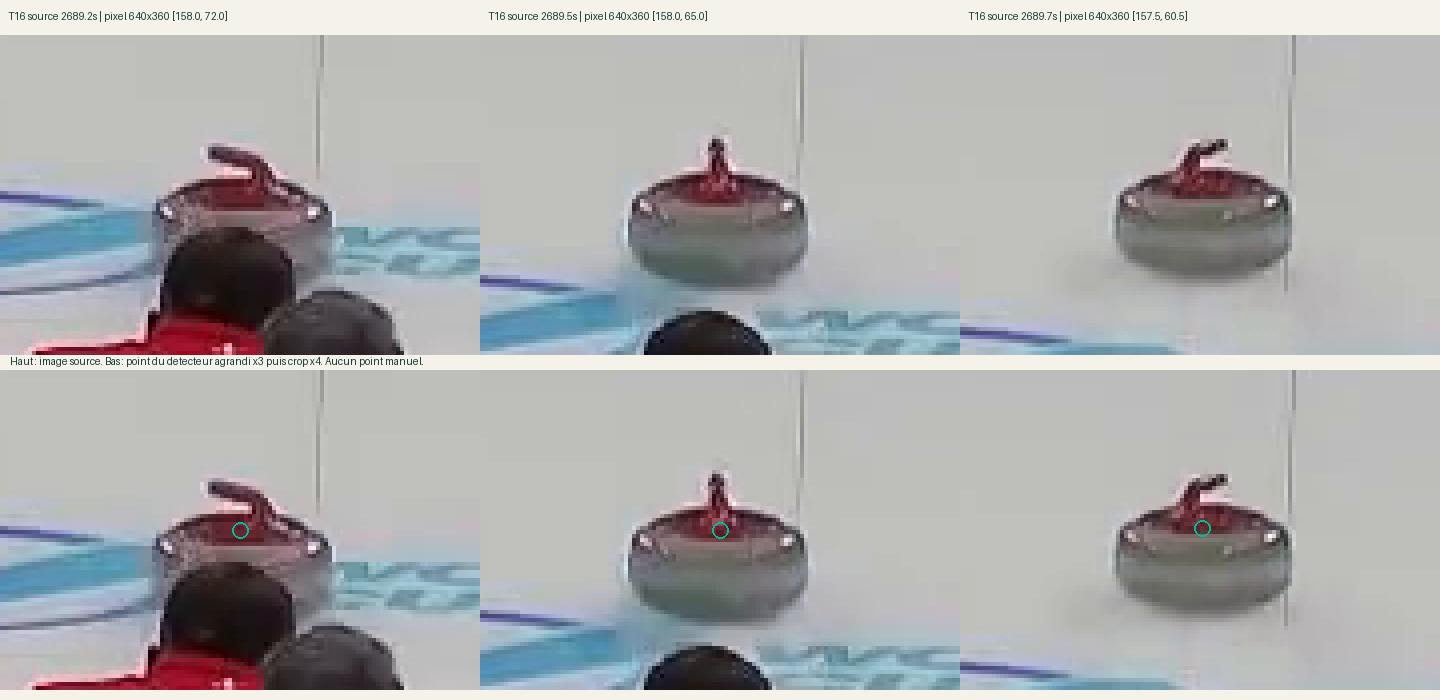 T16 source 2689.2s | pixel 640x360 [158.0, 72.0]
T16 source 2689.5s | pixel 640x360 [158.0, 65.0]
T16 source 2689.7s | pixel 640x360 [157.5, 60.5]
Haut: image source. Bas: point du detecteur agrandi x3 puis crop x4. Aucun point manuel.